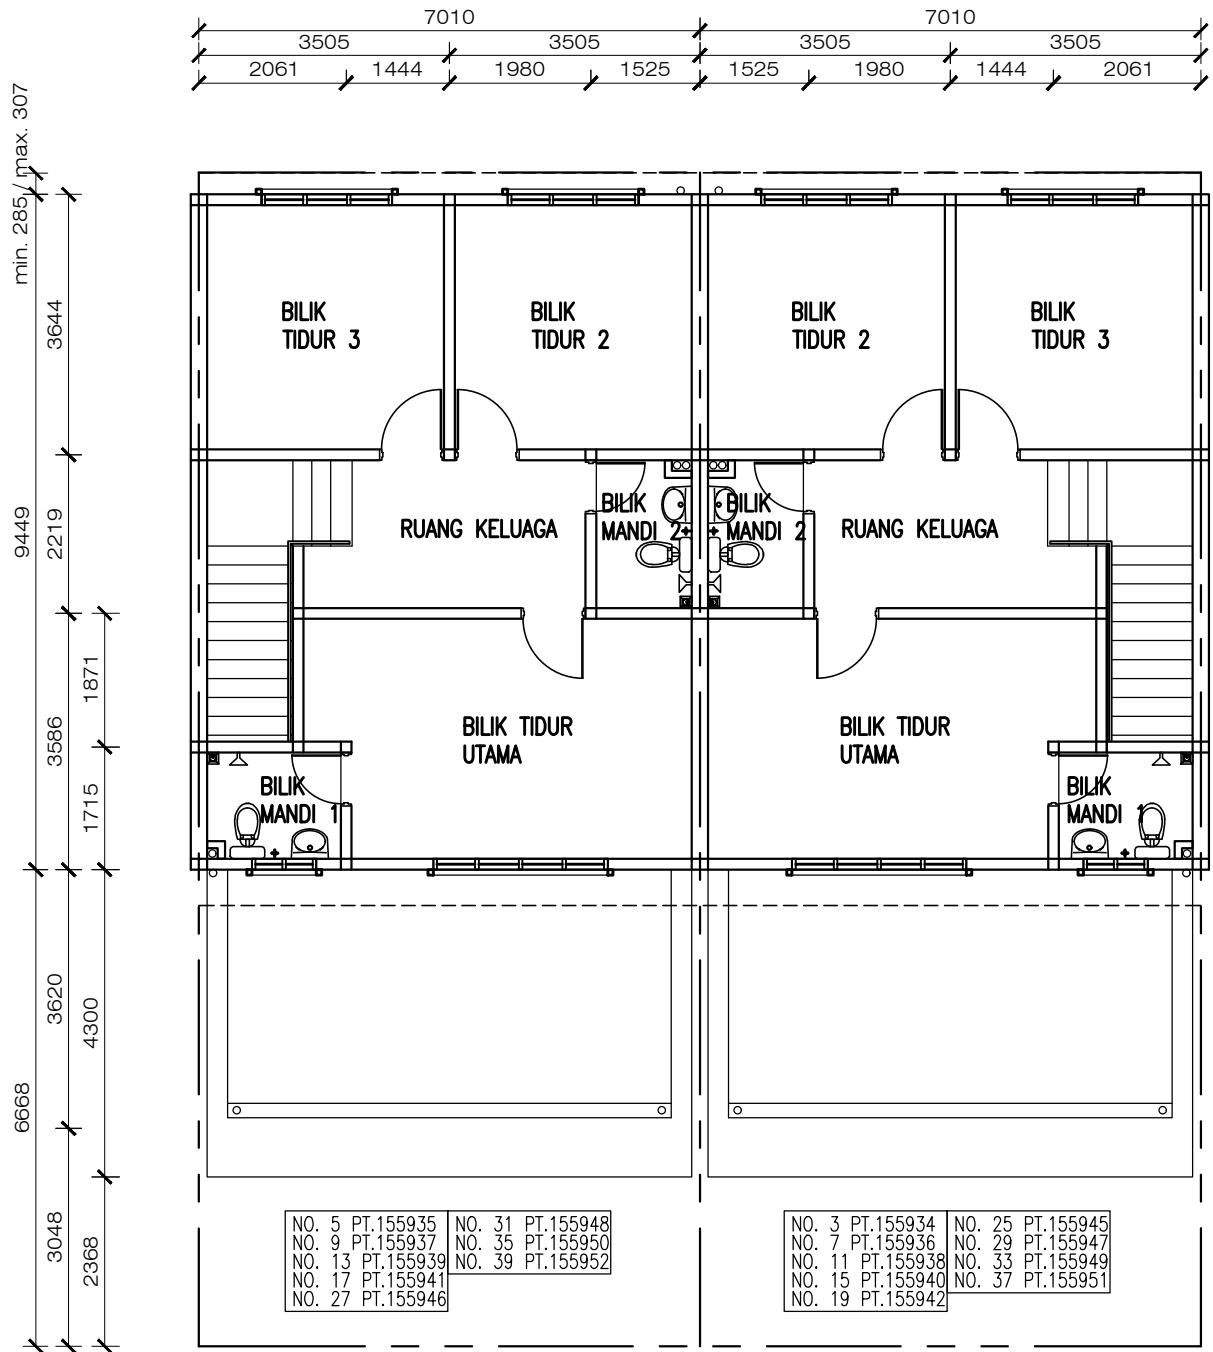 7010 7010
3505 3505 3505 3505
2061 1444 1980 1525 1525 1980 1444 2061
min. 285 / max. 307
9449
6668
3644
2219
3586
3620
3048
1871
1715
4300
2368
BILIK
TIDUR 3
BILIK
TIDUR 2
BILIK
TIDUR 2
BILIK
TIDUR 3
RUANG KELUAGA
BILIK
MANDI 2
BILIK
MANDI 2
RUANG KELUAGA
BILIK TIDUR
UTAMA
BILIK TIDUR
UTAMA
BILIK
MANDI 1
BILIK
MANDI 1
NO. 5 PT.155935
NO. 9 PT.155937
NO. 13 PT.155939
NO. 17 PT.155941
NO. 27 PT.155946
NO. 31 PT.155948
NO. 35 PT.155950
NO. 39 PT.155952
NO. 3 PT.155934
NO. 7 PT.155936
NO. 11 PT.155938
NO. 15 PT.155940
NO. 19 PT.155942
NO. 25 PT.155945
NO. 29 PT.155947
NO. 33 PT.155949
NO. 37 PT.155951